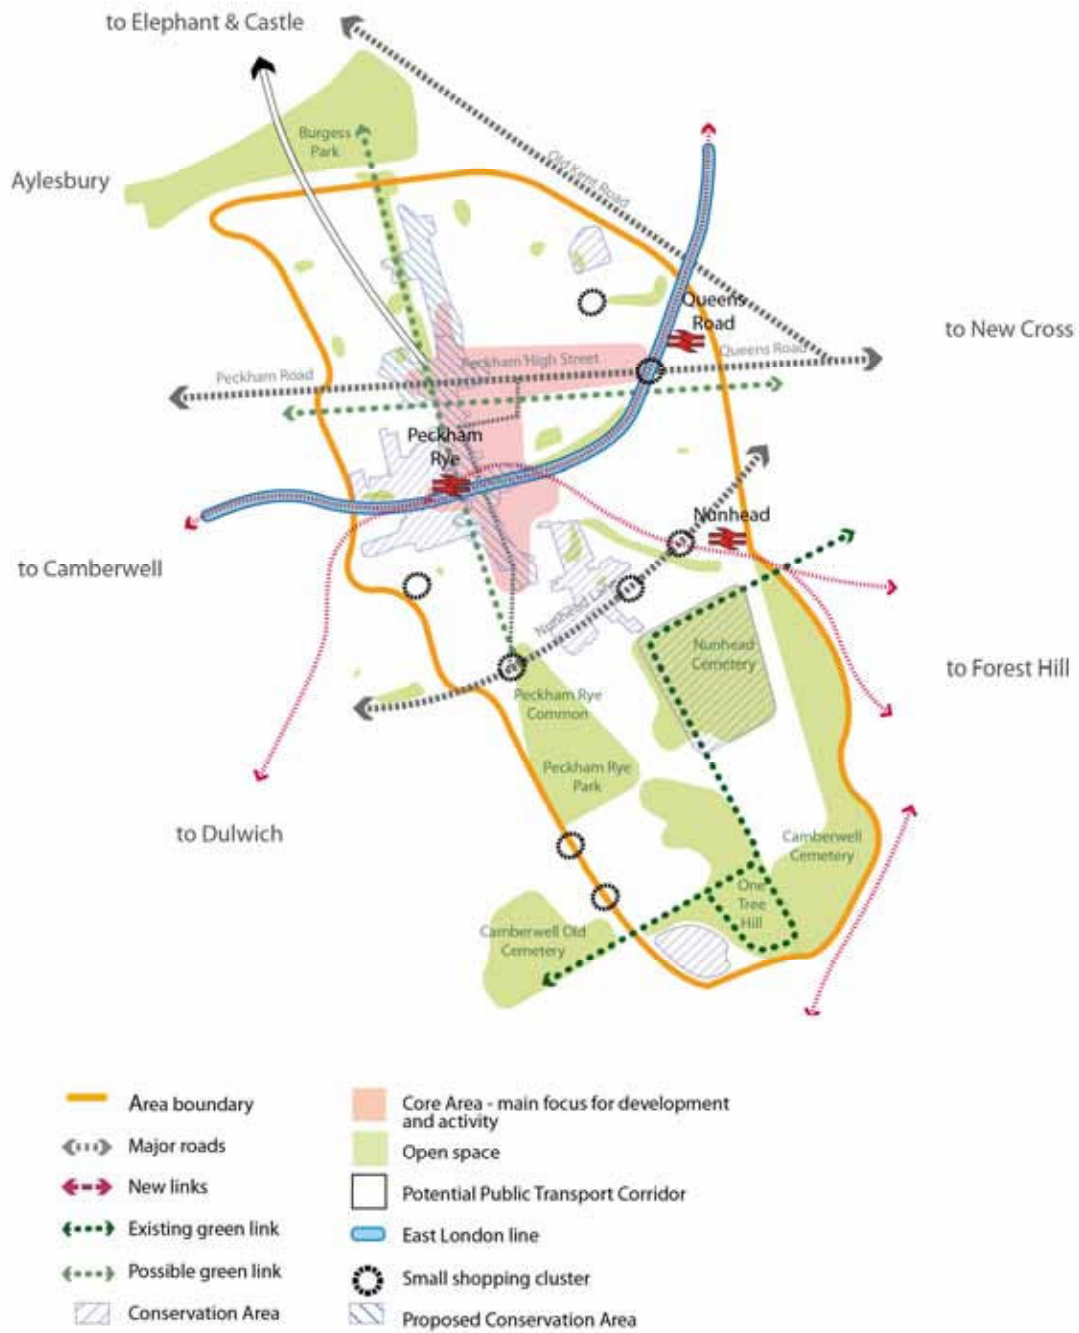 to Elephant & Castle
Burgess
Park
Old Kent Road
Aylesbury
Queens
Road
to New Cross
Peckham High Street
Queens Road
Peckham Road
Peckham
Rye
Nunhead
to Camberwell
Nunhead Lane
Nunhead
Cemetery
to Forest Hill
Peckham Rye
Common
Peckham Rye
Park
to Dulwich
Camberwell
Cemetery
One
Tree
Hill
Camberwell Old
Cemetery
Area boundary
Major roads
New links
Existing green link
Possible green link
Conservation Area
Core Area - main focus for development
and activity
Open space
Potential Public Transport Corridor
East London line
Small shopping cluster
Proposed Conservation Area